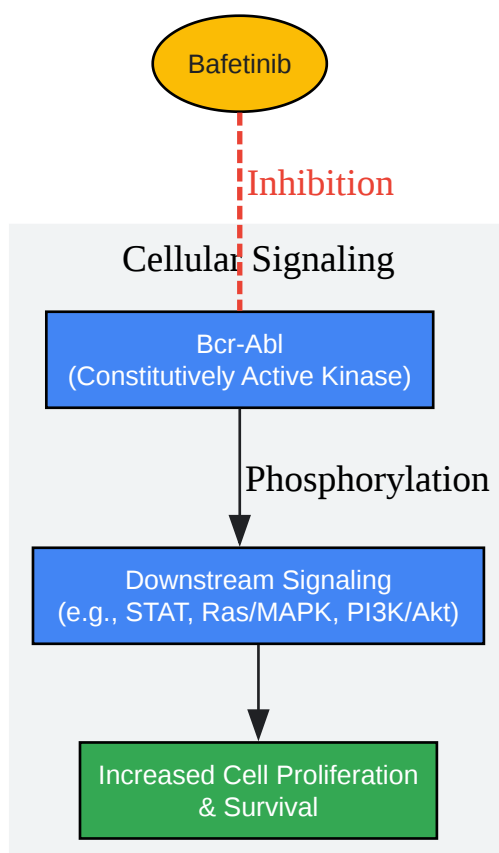 Bafetinib
Inhibition
Cellular Signaling
Bcr-Abl
(Constitutively Active Kinase)
Phosphorylation
Downstream Signaling
(e.g., STAT, Ras/MAPK, PI3K/Akt)
Increased Cell Proliferation
& Survival